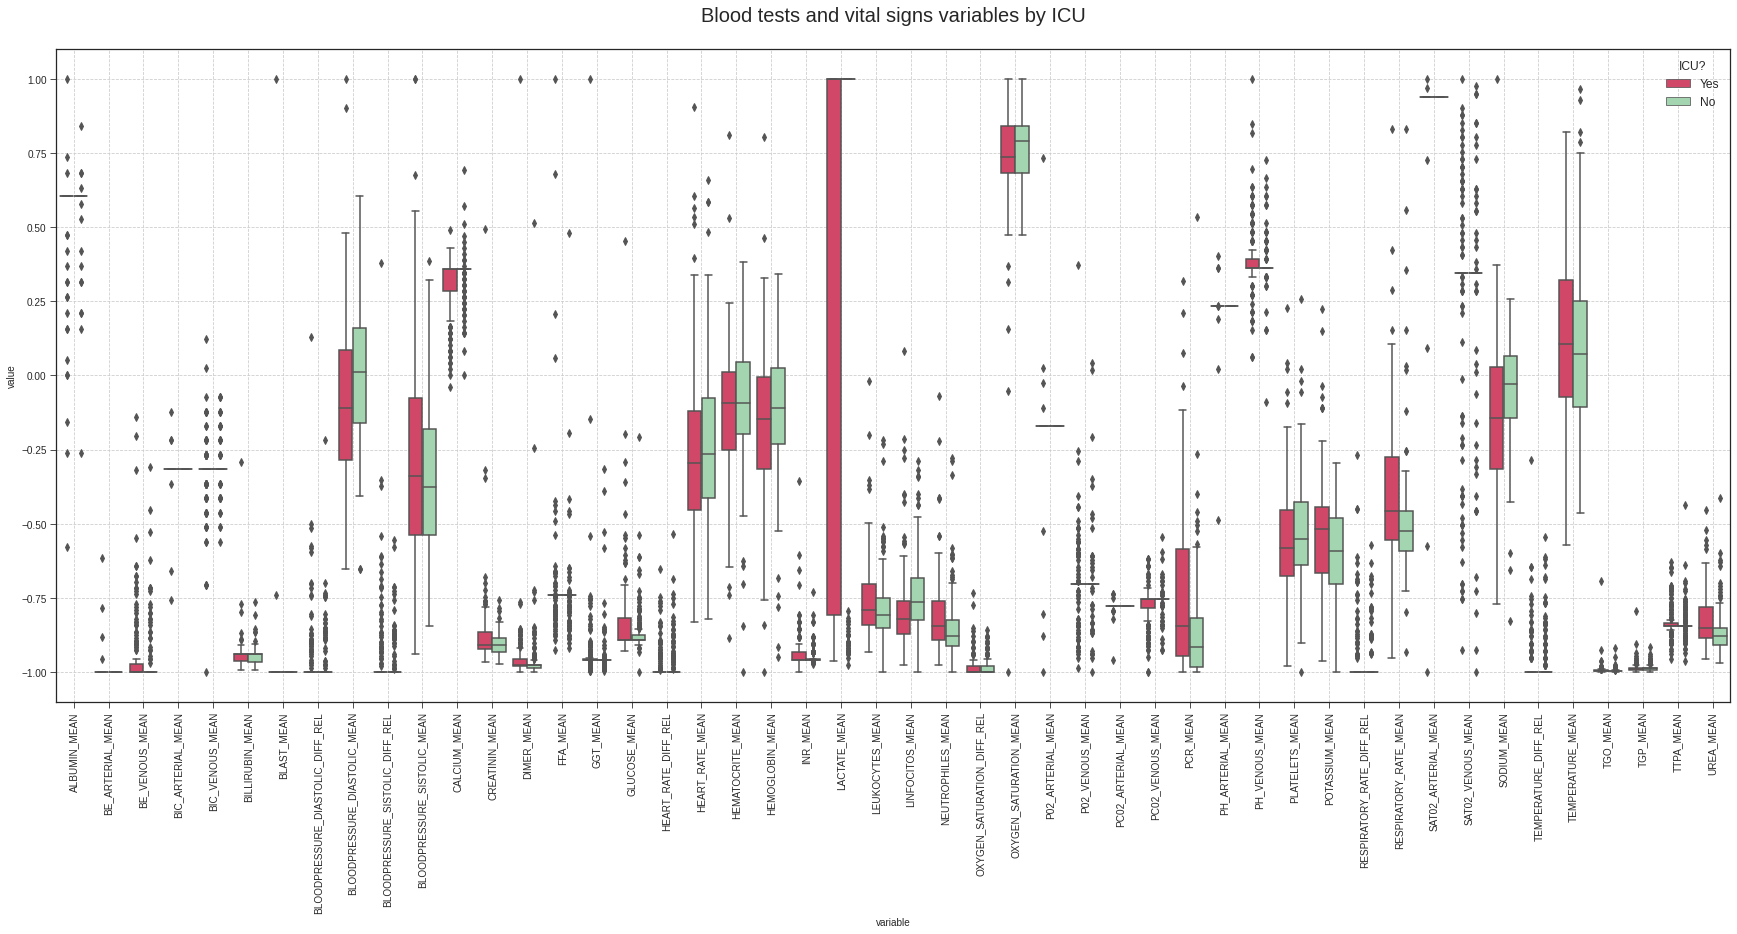 Blood tests and vital signs variables by ICU
ICU?
Yes
No
1.00
0.75
0.50
0.25
0.00
−0.25
−0.50
−0.75
−1.00
value
ALBUMIN_MEAN
BE_ARTERIAL_MEAN
BE_VENOUS_MEAN
BIC_ARTERIAL_MEAN
BIC_VENOUS_MEAN
BILLIRUBIN_MEAN
BLAST_MEAN
BLOODPRESSURE_DIASTOLIC_DIFF_REL
BLOODPRESSURE_DIASTOLIC_MEAN
BLOODPRESSURE_SISTOLIC_DIFF_REL
BLOODPRESSURE_SISTOLIC_MEAN
CALCIUM_MEAN
CREATININ_MEAN
DIMER_MEAN
FFA_MEAN
GGT_MEAN
GLUCOSE_MEAN
HEART_RATE_DIFF_REL
HEART_RATE_MEAN
HEMATOCRITE_MEAN
HEMOGLOBIN_MEAN
INR_MEAN
LACTATE_MEAN
LEUKOCYTES_MEAN
LINFOCITOS_MEAN
NEUTROPHILES_MEAN
OXYGEN_SATURATION_DIFF_REL
OXYGEN_SATURATION_MEAN
P02_ARTERIAL_MEAN
P02_VENOUS_MEAN
PC02_ARTERIAL_MEAN
PC02_VENOUS_MEAN
PCR_MEAN
PH_ARTERIAL_MEAN
PH_VENOUS_MEAN
PLATELETS_MEAN
POTASSIUM_MEAN
RESPIRATORY_RATE_DIFF_REL
RESPIRATORY_RATE_MEAN
SAT02_ARTERIAL_MEAN
SAT02_VENOUS_MEAN
SODIUM_MEAN
TEMPERATURE_DIFF_REL
TEMPERATURE_MEAN
TGO_MEAN
TGP_MEAN
TTPA_MEAN
UREA_MEAN
variable